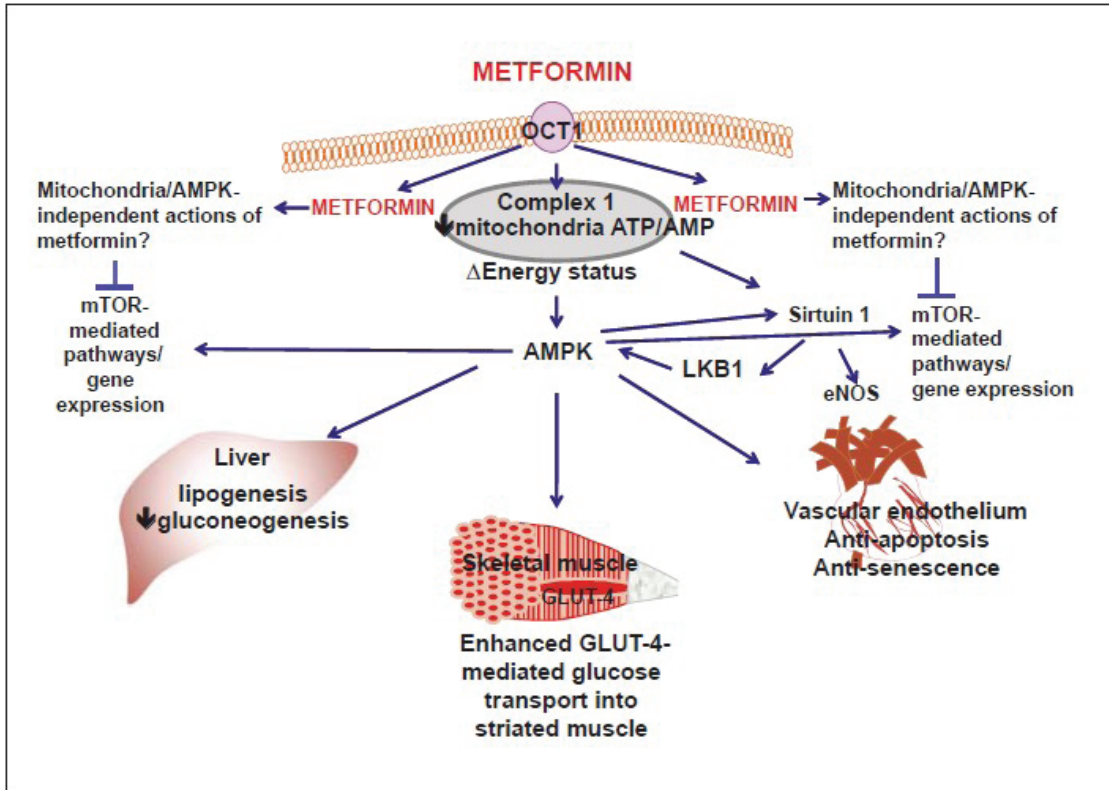 METFORMIN
OCT1
Mitochondria/AMPK-
independent actions of
metformin?
METFORMIN
Complex 1
mitochondria ATP/AMP
METFORMIN
Mitochondria/AMPK-
independent actions of
metformin?
∆Energy status
mTOR-
mediated
pathways/
gene
expression
AMPK
LKB1
Sirtuin 1
eNOS
mTOR-
mediated
pathways/
gene expression
Liver
lipogenesis
gluconeogenesis
Skeletal muscle
GLUT-4
Enhanced GLUT-4-
mediated glucose
transport into
striated muscle
Vascular endothelium
Anti-apoptosis
Anti-senescence